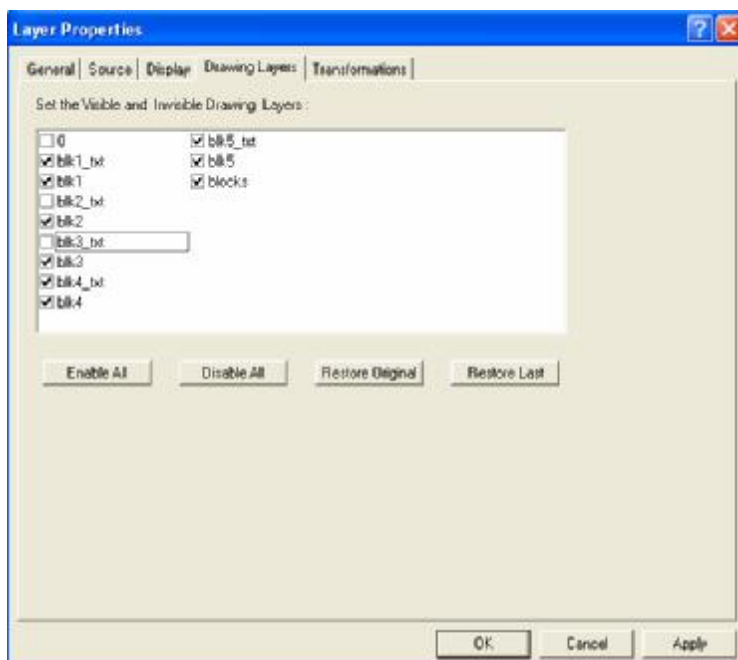 Layer Properties
General Source Display Drawing Layers Transformations
Set the Visible and Invisible Drawing Layers :
0
blk1_txt
blk1
blk2_txt
blk2
blk3_txt
blk3
blk4_txt
blk4
blk5_txt
blk5
blocks
Enable All Disable All Restore Original Restore Last
OK Cancel Apply